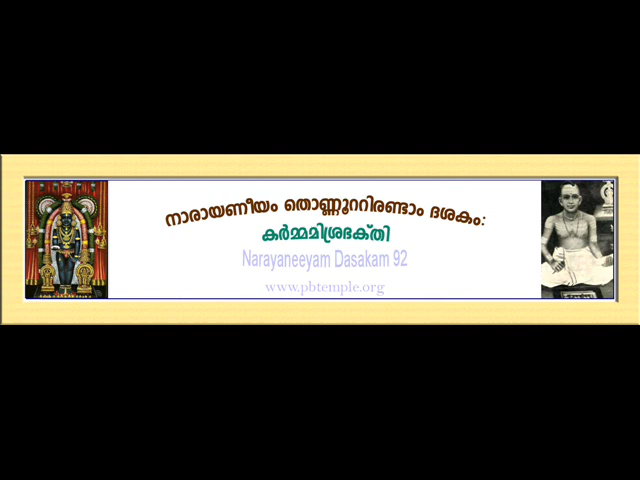 നാരായണീയം തൊണ്ണൂററിരണ്ടാം ദശകം:
കർമ്മമിശ്രഭക്തി
Narayaneeyam Dasakam 92
www.pbtemple.org